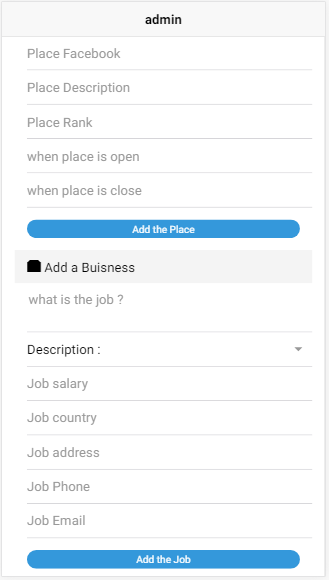 admin
Place Facebook
Place Description
Place Rank
when place is open
when place is close
Add the Place
Add a Buisness
what is the job ?
Description :
Job salary
Job country
Job address
Job Phone
Job Email
Add the Job